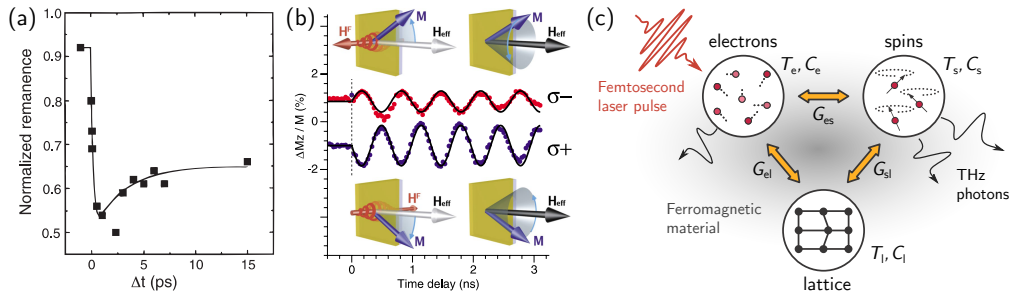 (a)
Normalized remanence
0.9
0.8
0.7
0.6
0.5
0
5
10
15
Δt (ps)
(b)
M
H^F
H_eff
M
H_eff
ΔMz / M (%)
2
0
-2
σ−
σ+
H^F
H_eff
M
H_eff
M
0
1
2
3
Time delay (ns)
(c)
electrons
spins
T_e, C_e
T_s, C_s
Femtosecond
laser pulse
G_es
G_el
G_sl
THz
photons
Ferromagnetic
material
T_l, C_l
lattice